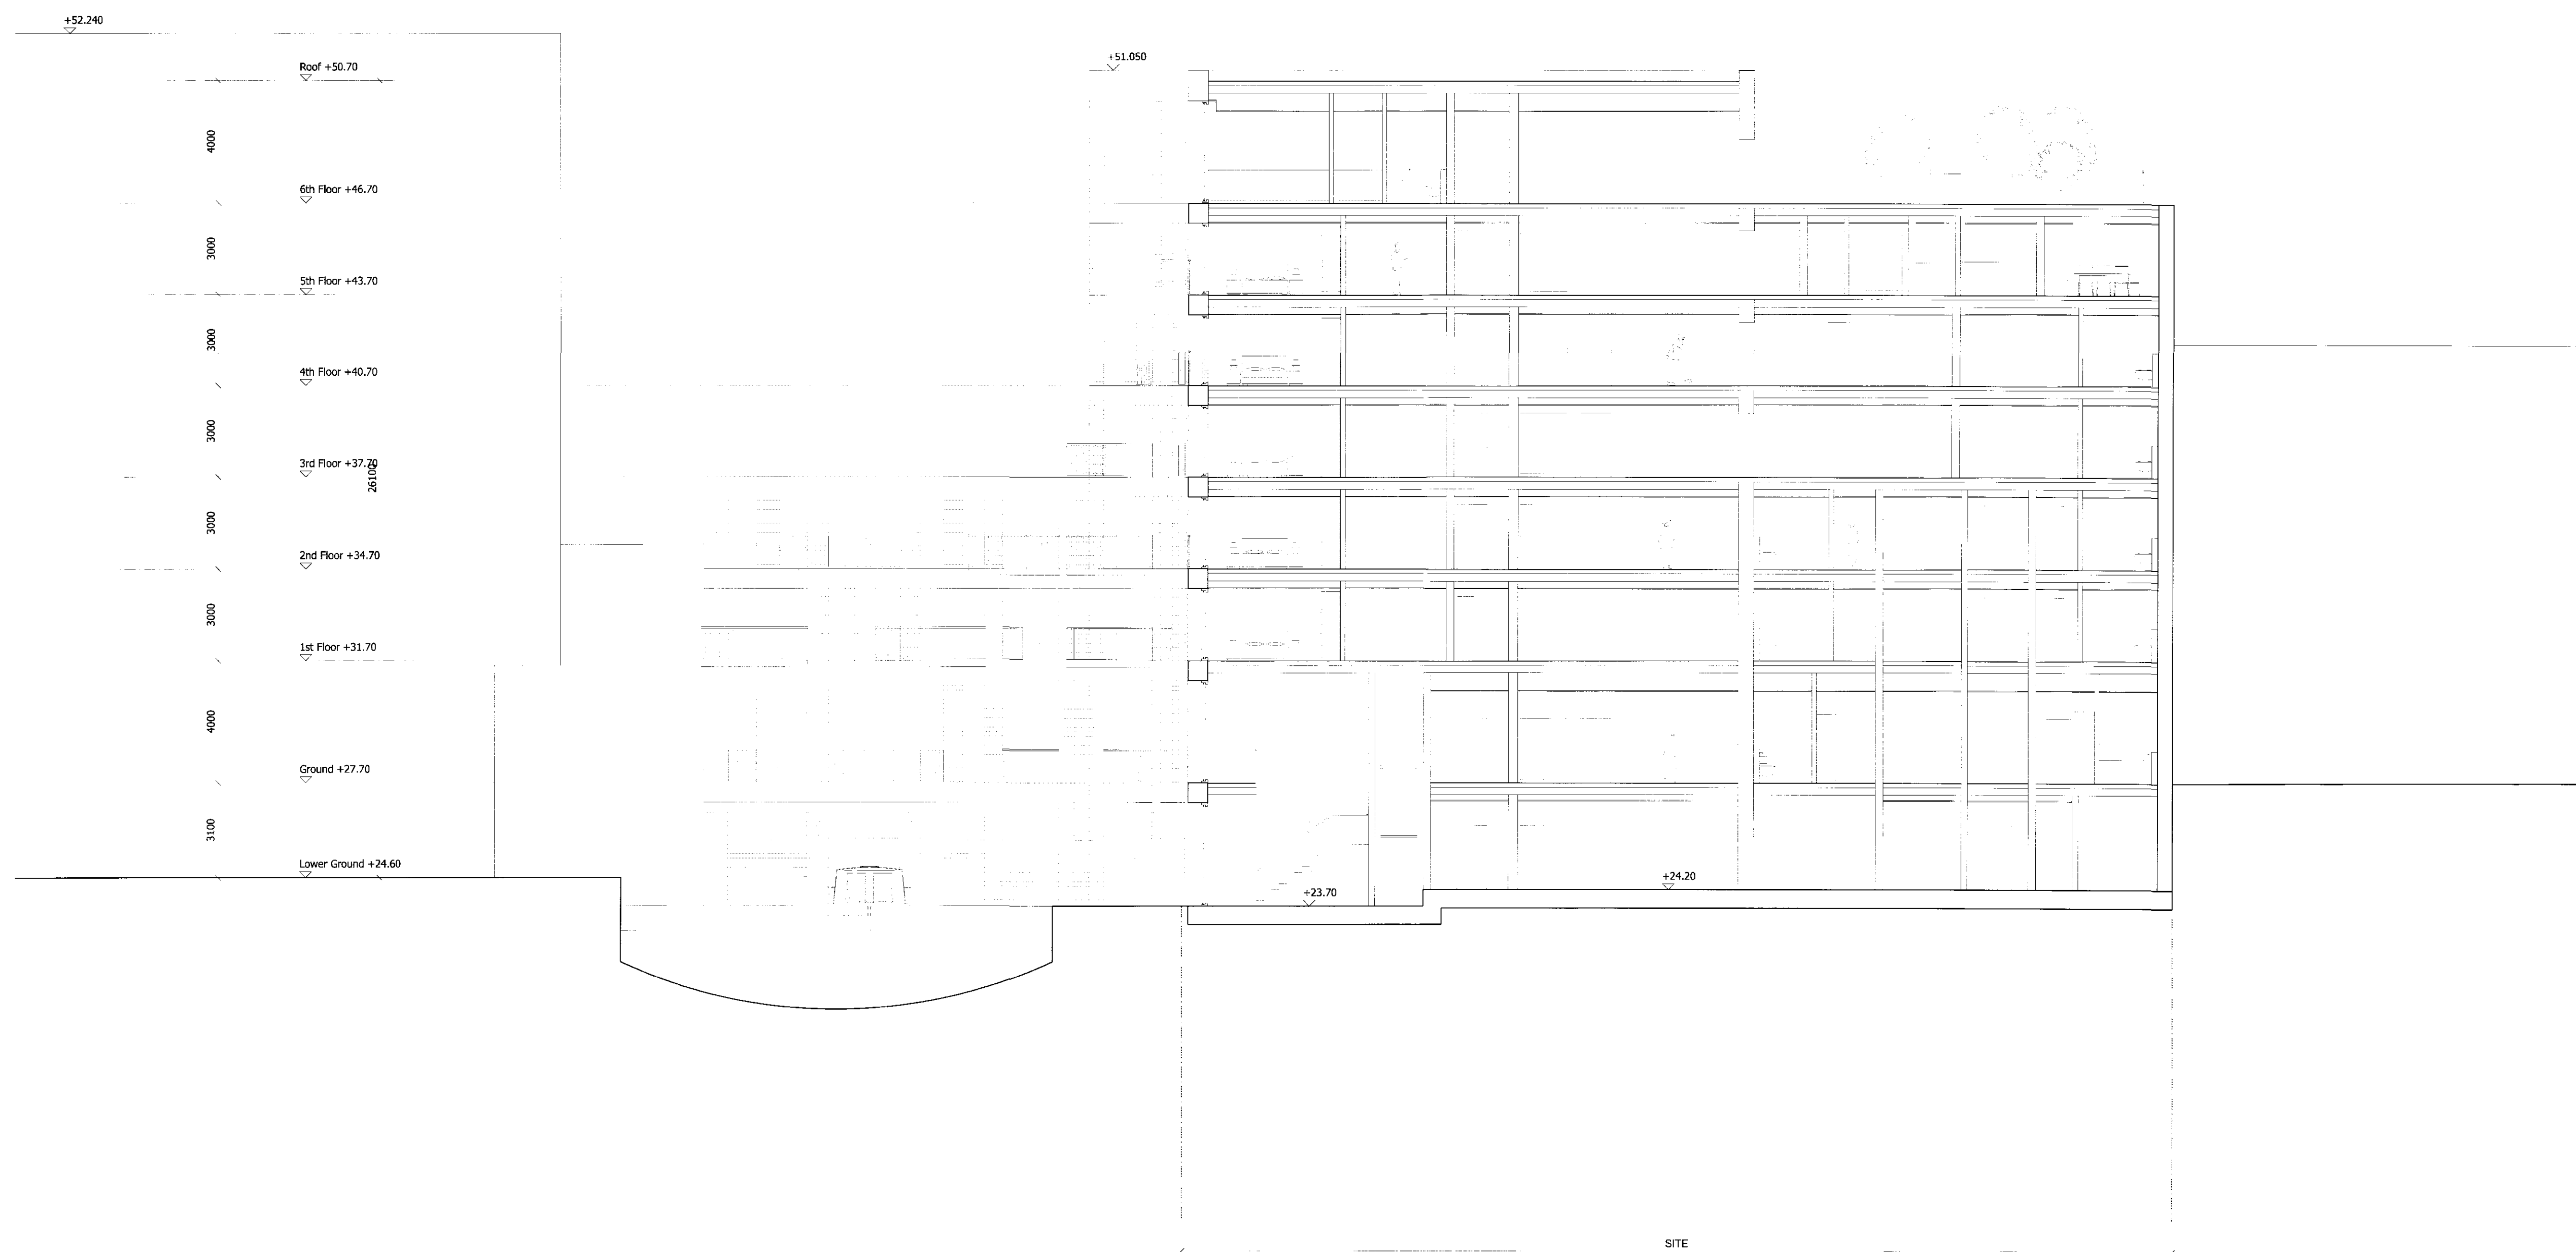 +52.240
+51.050
Roof +50.70
4000
6th Floor +46.70
3000
5th Floor +43.70
3000
4th Floor +40.70
3000
3rd Floor +37.70
26100
3000
2nd Floor +34.70
3000
1st Floor +31.70
4000
Ground +27.70
3100
Lower Ground +24.60
+24.20
+23.70
SITE